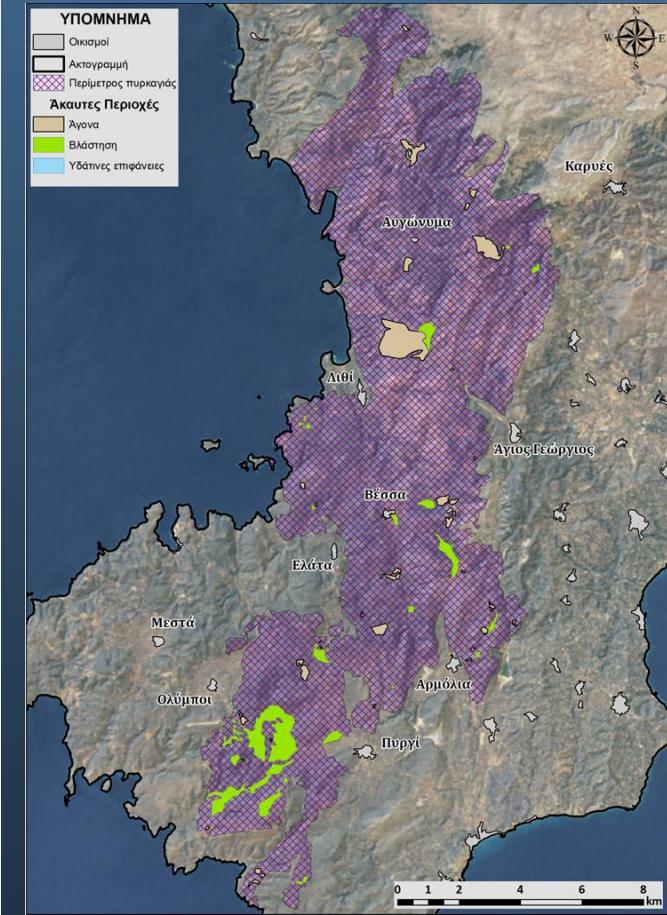 ΥΠΟΜΝΗΜΑ
Οικισμοί
Ακτογραμμή
Περίμετρος πυρκαγιάς
Άκαυτες Περιοχές
Άγονα
Βλάστηση
Υδάτινες επιφάνειες
N
W E
S
Καρυές
Αυγώνυμα
Λιθί
Άγιος Γεώργιος
Βέσσα
Ελάτα
Μεστά
Αρμόλια
Ολύμποι
Πυργί
0 1 2 4 6 8
km